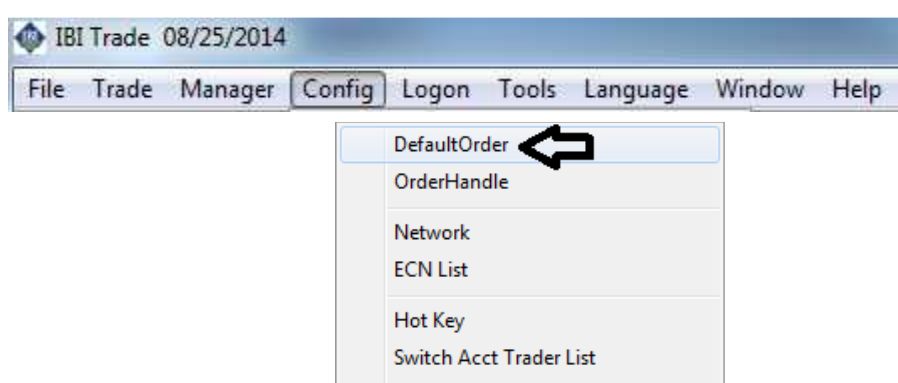 IBI Trade 08/25/2014
File Trade Manager Config Logon Tools Language Window Help
DefaultOrder
OrderHandle
Network
ECN List
Hot Key
Switch Acct Trader List